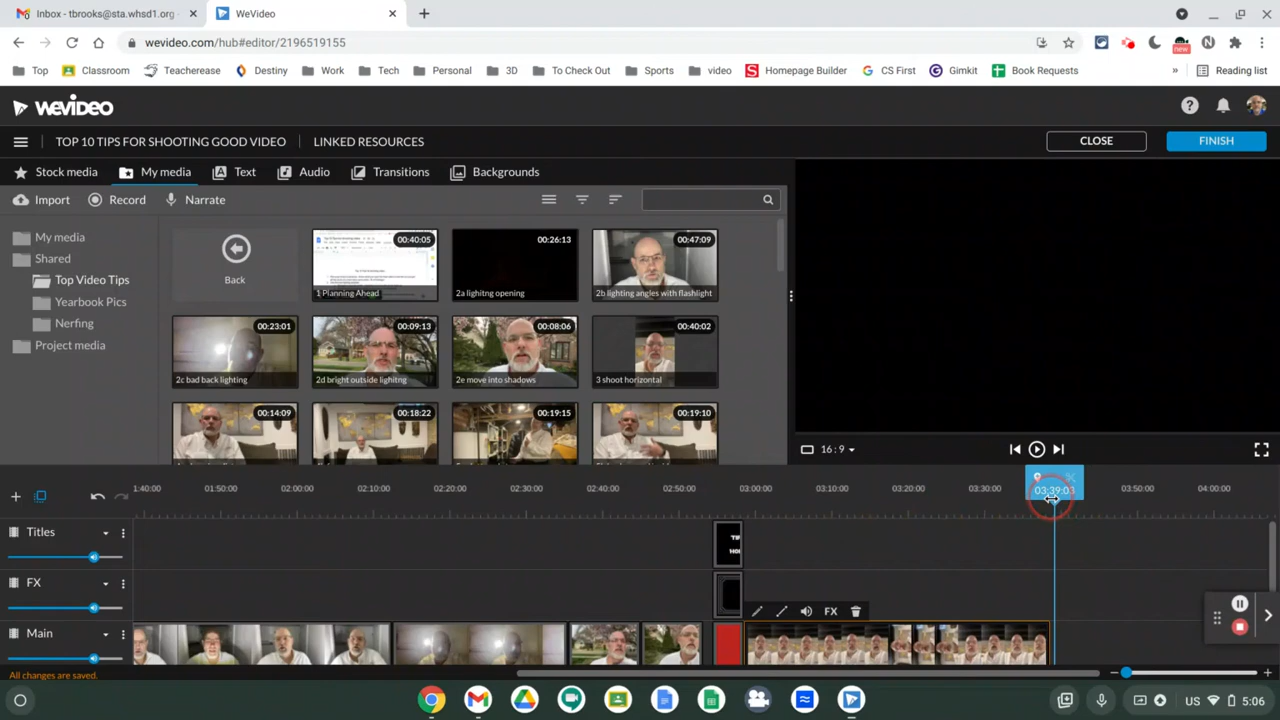 Inbox - tbrooks@sta.whsd1.org
WeVideo
wevideo.com/hub#editor/2196519155
new
Top
Classroom
Teacherease
Destiny
Work
Tech
Personal
3D
To Check Out
Sports
video
Homepage Builder
CS First
Gimkit
Book Requests
Reading list
WEVIDEO
TOP 10 TIPS FOR SHOOTING GOOD VIDEO
LINKED RESOURCES
CLOSE
FINISH
Stock media
My media
Text
Audio
Transitions
Backgrounds
Import
Record
Narrate
My media
Shared
Top Video Tips
Yearbook Pics
Nerfing
Project media
Back
00:40:05
1 Planning Ahead
00:26:13
2a lighitng opening
00:47:09
2b lighting angles with flashlight
00:23:01
2c bad back lighting
00:09:13
2d bright outside lighitng
00:08:06
2e move into shadows
00:40:02
3 shoot horizontal
00:14:09
00:18:22
00:19:15
00:19:10
16:9
1:40:00
01:50:00
02:00:00
02:10:00
02:20:00
02:30:00
02:40:00
02:50:00
03:00:00
03:10:00
03:20:00
03:30:00
03:39:03
03:50:00
04:00:00
Titles
FX
FX
Main
All changes are saved.
US
5:06